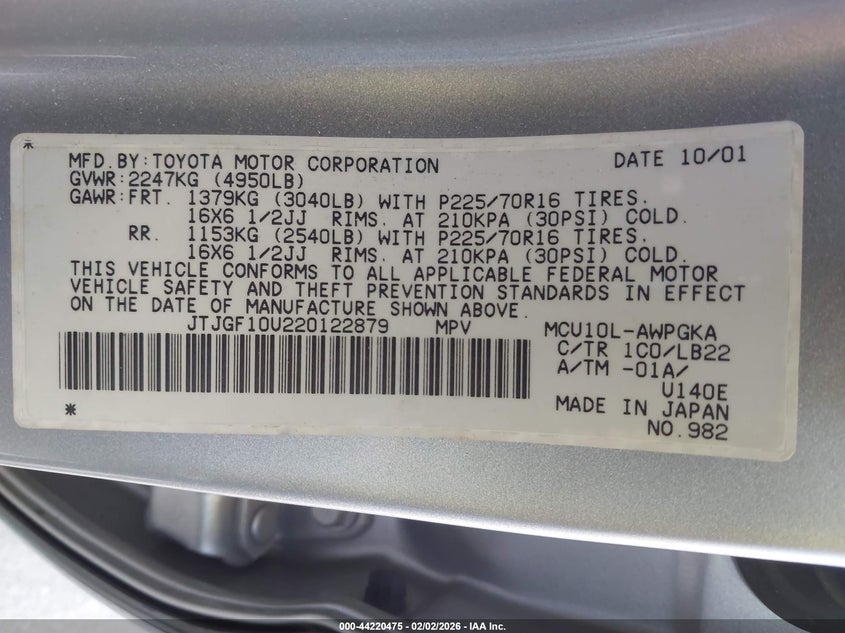 MFD.BY:TOYOTA MOTOR CORPORATION DATE 10/01
GVWR:2247KG (4950LB)
GAWR:FRT. 1379KG (3040LB) WITH P225/70R16 TIRES.
16X6 1/2JJ RIMS. AT 210KPA (30PSI) COLD.
RR. 1153KG (2540LB) WITH P225/70R16 TIRES.
16X6 1/2JJ RIMS. AT 210KPA (30PSI) COLD.
THIS VEHICLE CONFORMS TO ALL APPLICABLE FEDERAL MOTOR
VEHICLE SAFETY AND THEFT PREVENTION STANDARDS IN EFFECT
ON THE DATE OF MANUFACTURE SHOWN ABOVE.
JTJGF10U220122879 MPV MCU10L-AWPGKA
C/TR 1C0/LB22
A/TM -01A/
U140E
MADE IN JAPAN
NO.982
000-44220475 - 02/02/2026 - IAA Inc.